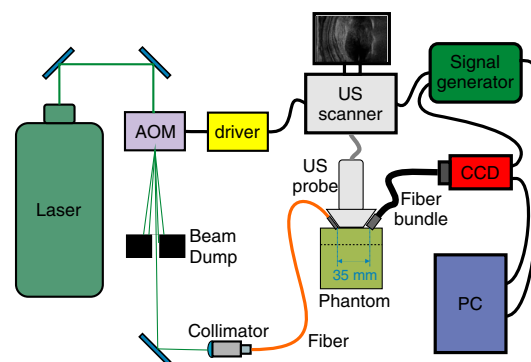 Signal
generator
US
scanner
AOM
driver
US
probe
CCD
Fiber
bundle
Laser
Beam
Dump
35 mm
Phantom
PC
Collimator
Fiber